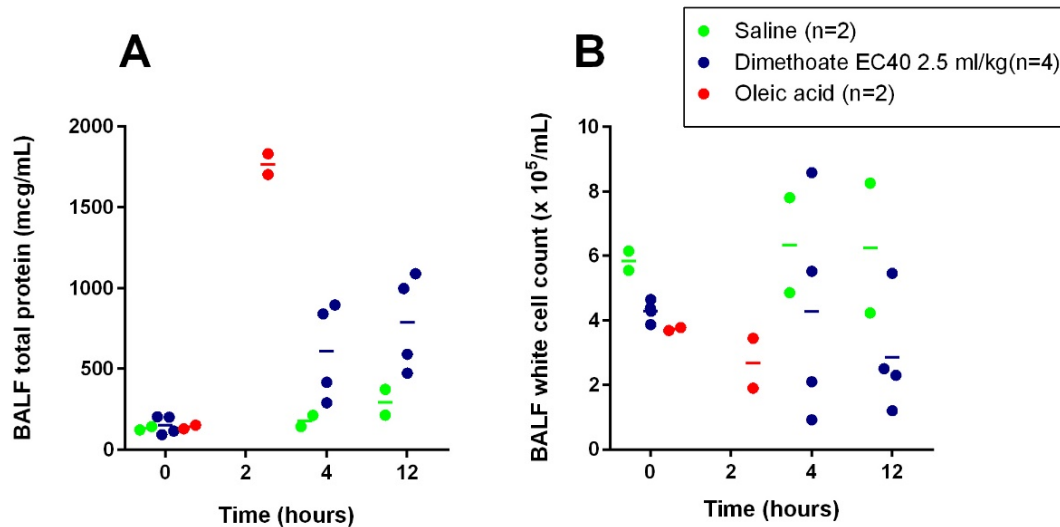 A
B
Saline (n=2)
Dimethoate EC40 2.5 ml/kg(n=4)
Oleic acid (n=2)
BALF total protein (mcg/mL)
2000
1500
1000
500
0
0 2 4 12
Time (hours)
BALF white cell count (x 10⁵/mL)
10
8
6
4
2
0
0 2 4 12
Time (hours)